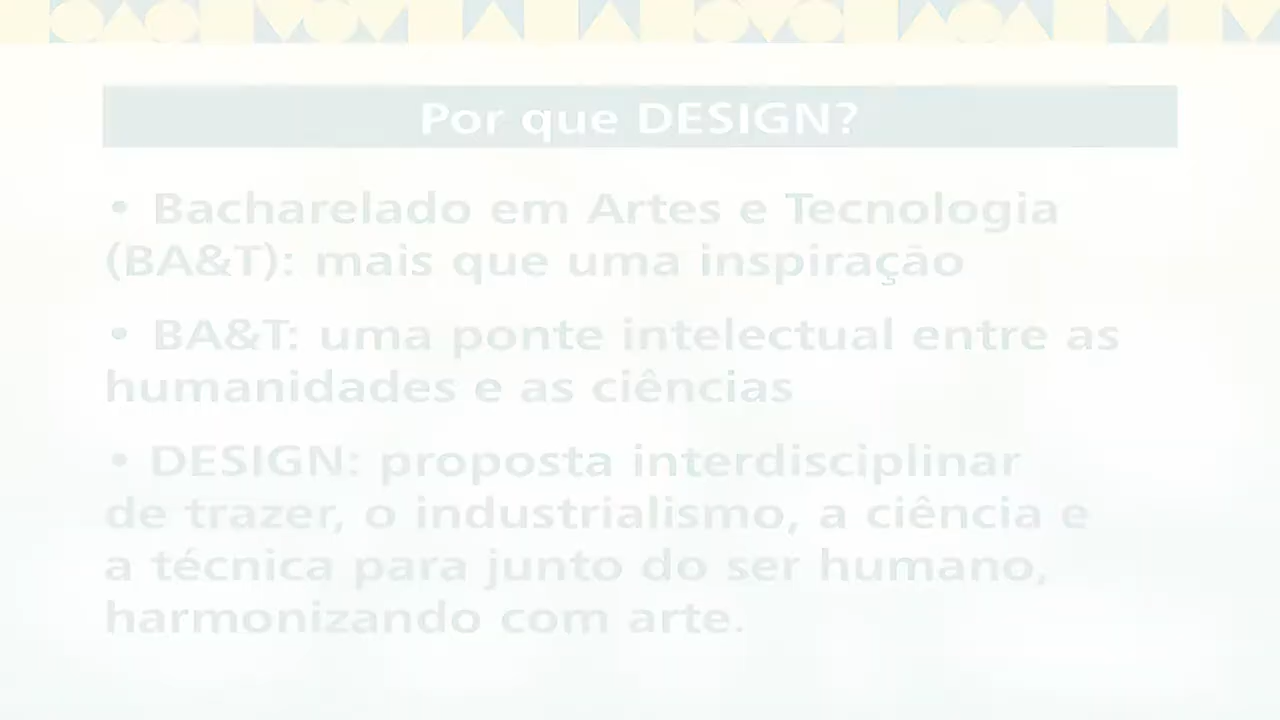 Por que DESIGN?
• Bacharelado em Artes e Tecnologia
(BA&T): mais que uma inspiração
• BA&T: uma ponte intelectual entre as
humanidades e as ciências
• DESIGN: proposta interdisciplinar
de trazer, o industrialismo, a ciência e
a técnica para junto do ser humano,
harmonizando com arte.